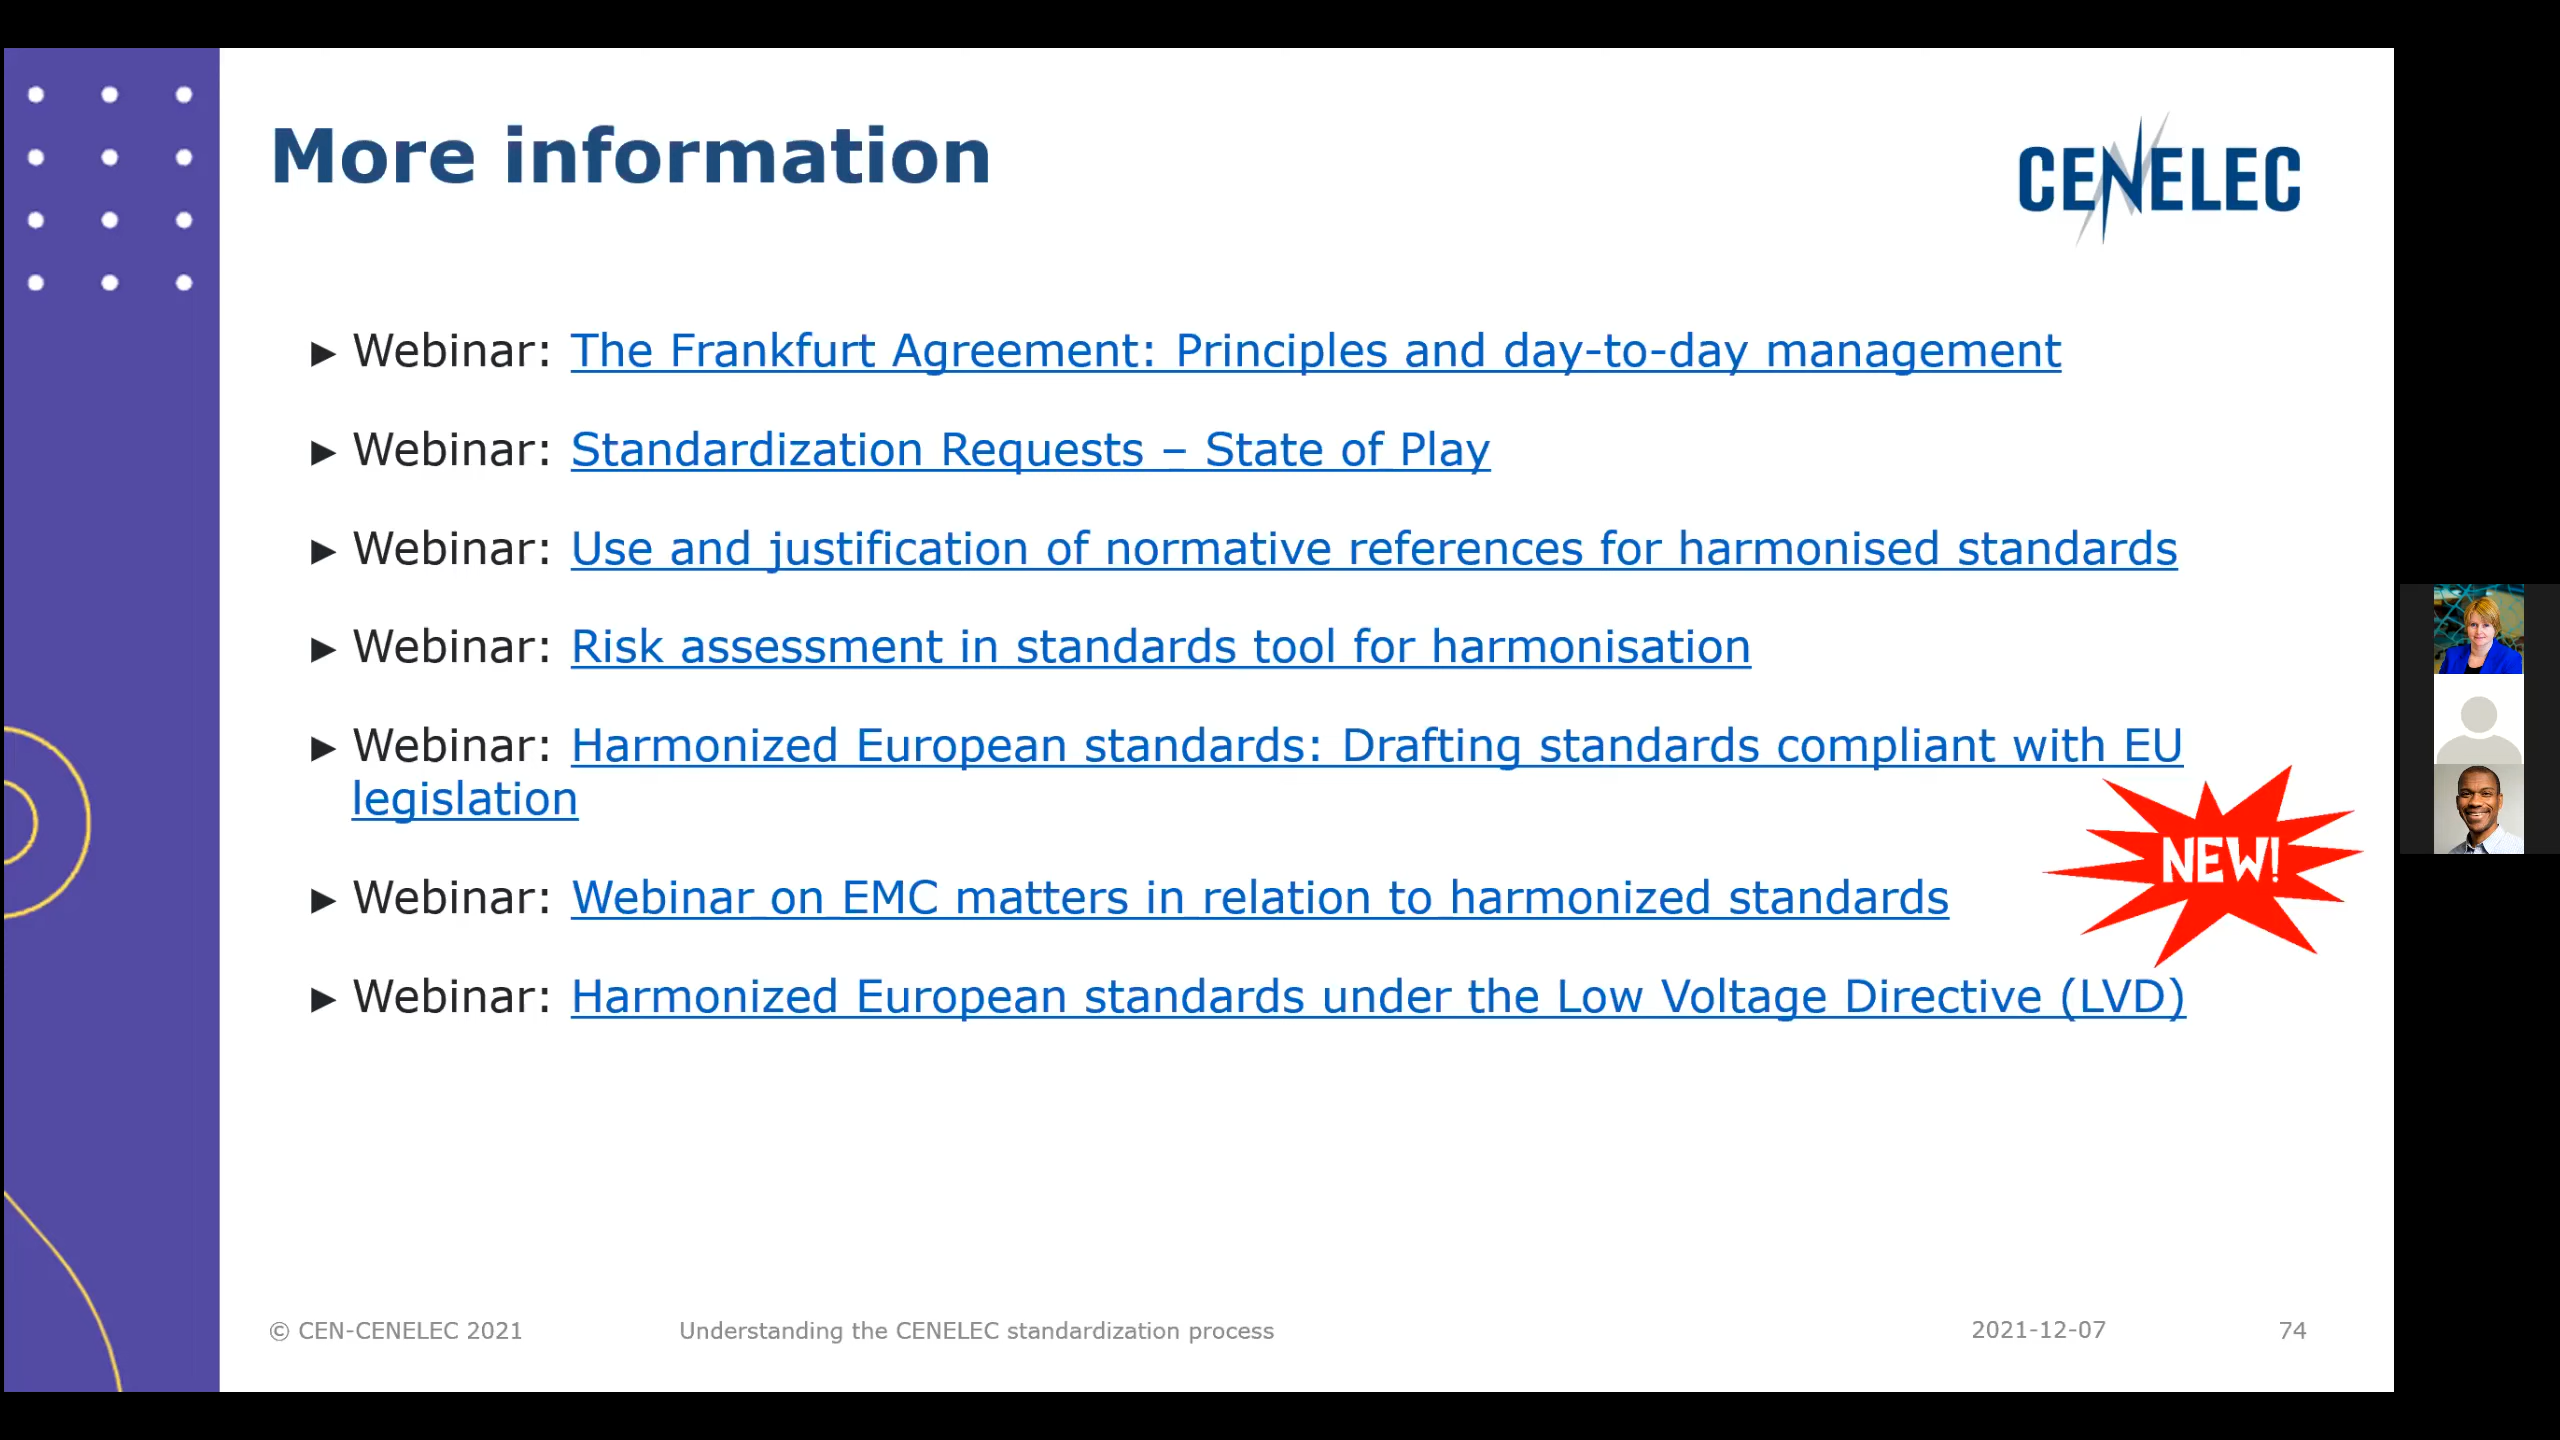 More information
CENELEC
▶ Webinar: The Frankfurt Agreement: Principles and day-to-day management
▶ Webinar: Standardization Requests – State of Play
▶ Webinar: Use and justification of normative references for harmonised standards
▶ Webinar: Risk assessment in standards tool for harmonisation
▶ Webinar: Harmonized European standards: Drafting standards compliant with EU
legislation
NEW!
▶ Webinar: Webinar on EMC matters in relation to harmonized standards
▶ Webinar: Harmonized European standards under the Low Voltage Directive (LVD)
© CEN-CENELEC 2021 Understanding the CENELEC standardization process 2021-12-07 74